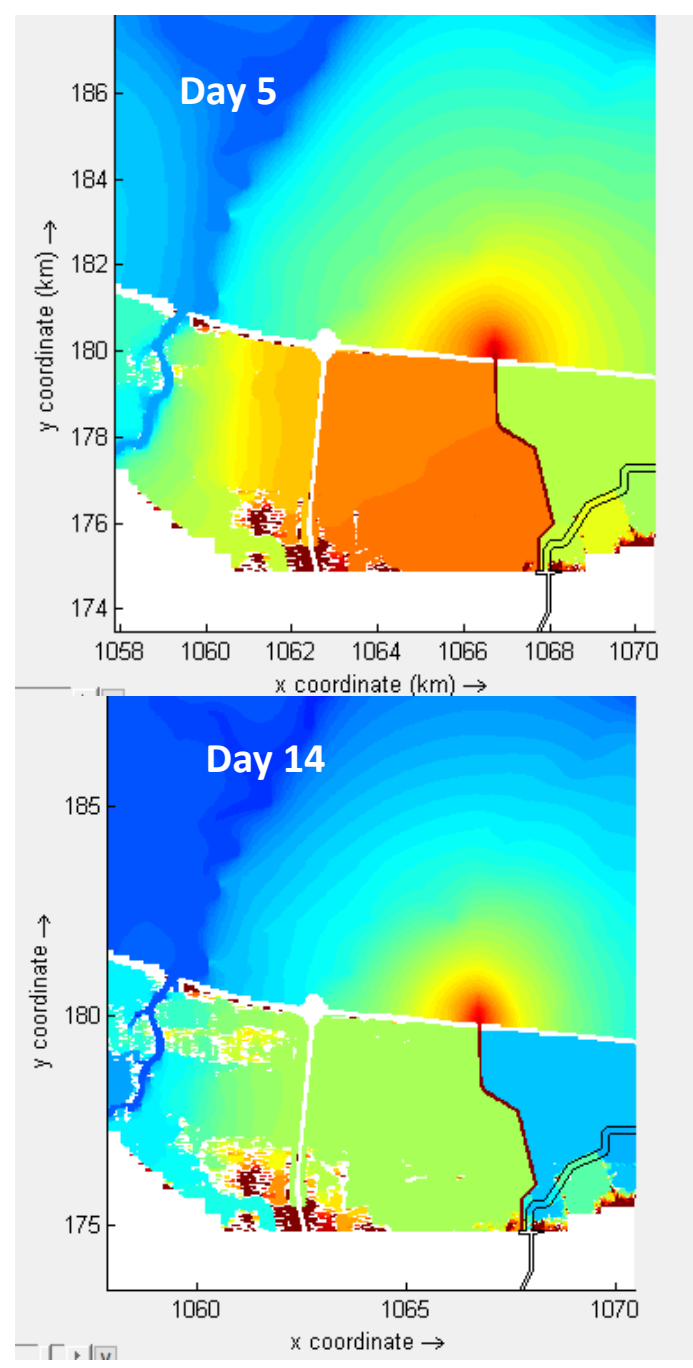 Day 5
186
184
182
180
178
176
174
y coordinate (km) →
1058 1060 1062 1064 1066 1068 1070
x coordinate (km) →
Day 14
185
180
175
y coordinate →
1060 1065 1070
x coordinate →
v